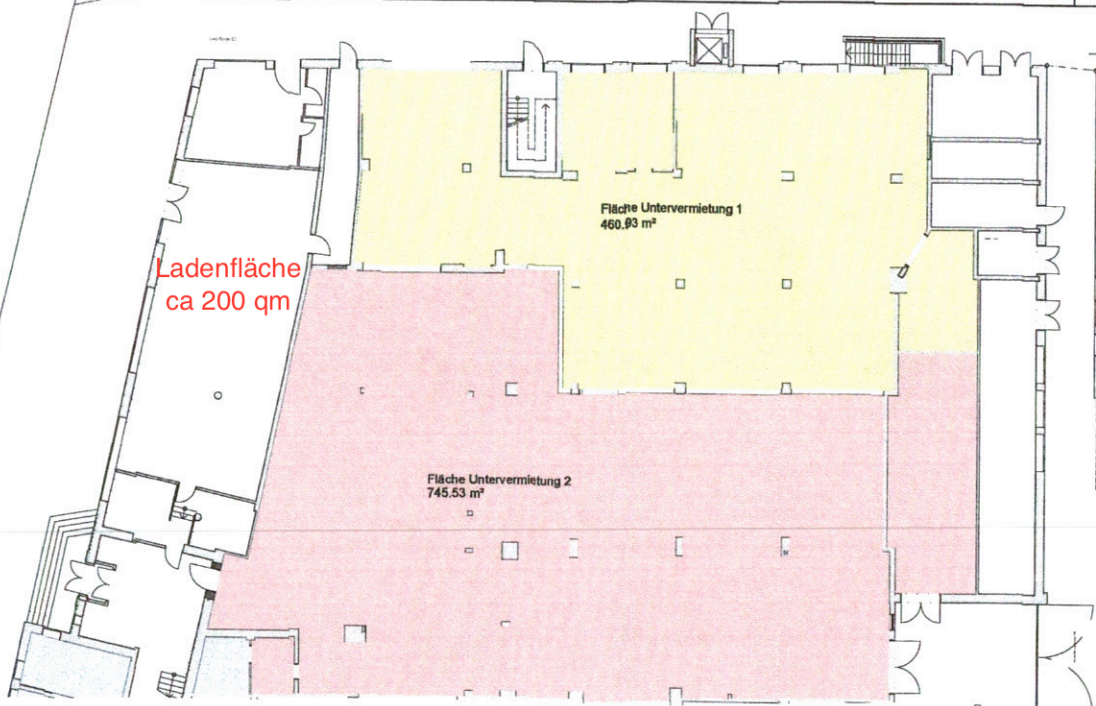 Fläche Untervermietung 1
460.93 m²
Ladenfläche
ca 200 qm
Fläche Untervermietung 2
745.53 m²